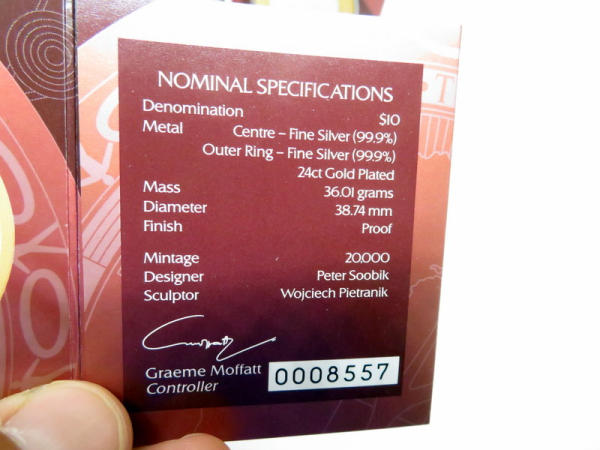 NOMINAL SPECIFICATIONS
Denomination $10
Metal Centre – Fine Silver (99.9%)
Outer Ring – Fine Silver (99.9%)
24ct Gold Plated
Mass 36.01 grams
Diameter 38.74 mm
Finish Proof
Mintage 20,000
Designer Peter Soobik
Sculptor Wojciech Pietranik
Graeme Moffatt
Controller
0008557